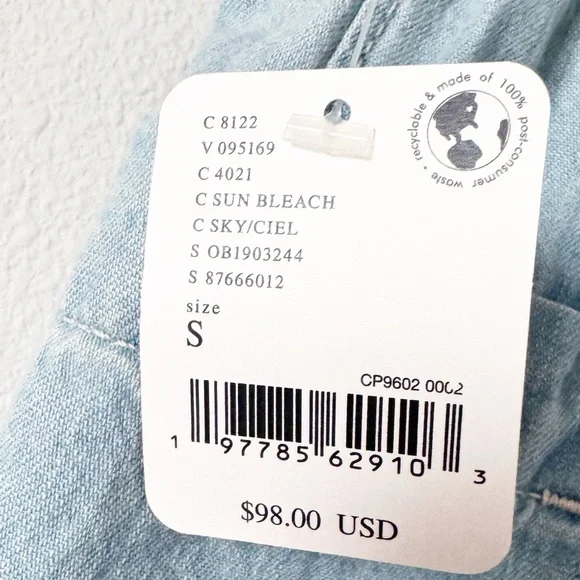 recyclable & made of 100% post-consumer waste •
C 8122
V 095169
C 4021
C SUN BLEACH
C SKY/CIEL
S OB1903244
S 87666012
size
S
CP9602 0002
1 97785 62910 3
$98.00 USD